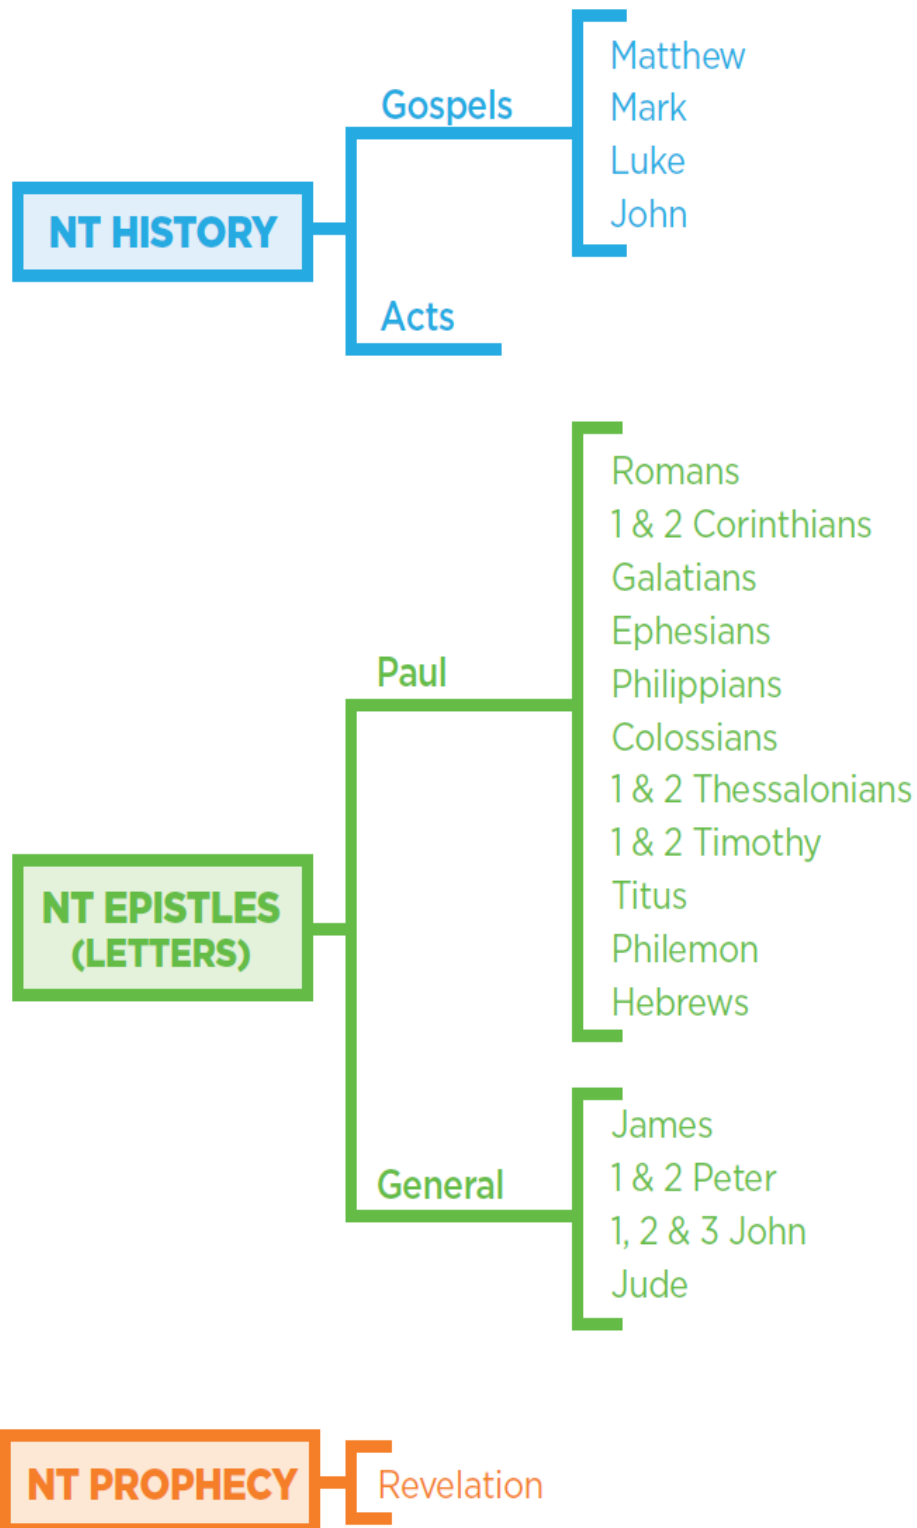 NT HISTORY
Gospels
Matthew
Mark
Luke
John
Acts
NT EPISTLES
(LETTERS)
Paul
Romans
1 & 2 Corinthians
Galatians
Ephesians
Philippians
Colossians
1 & 2 Thessalonians
1 & 2 Timothy
Titus
Philemon
Hebrews
General
James
1 & 2 Peter
1, 2 & 3 John
Jude
NT PROPHECY
Revelation